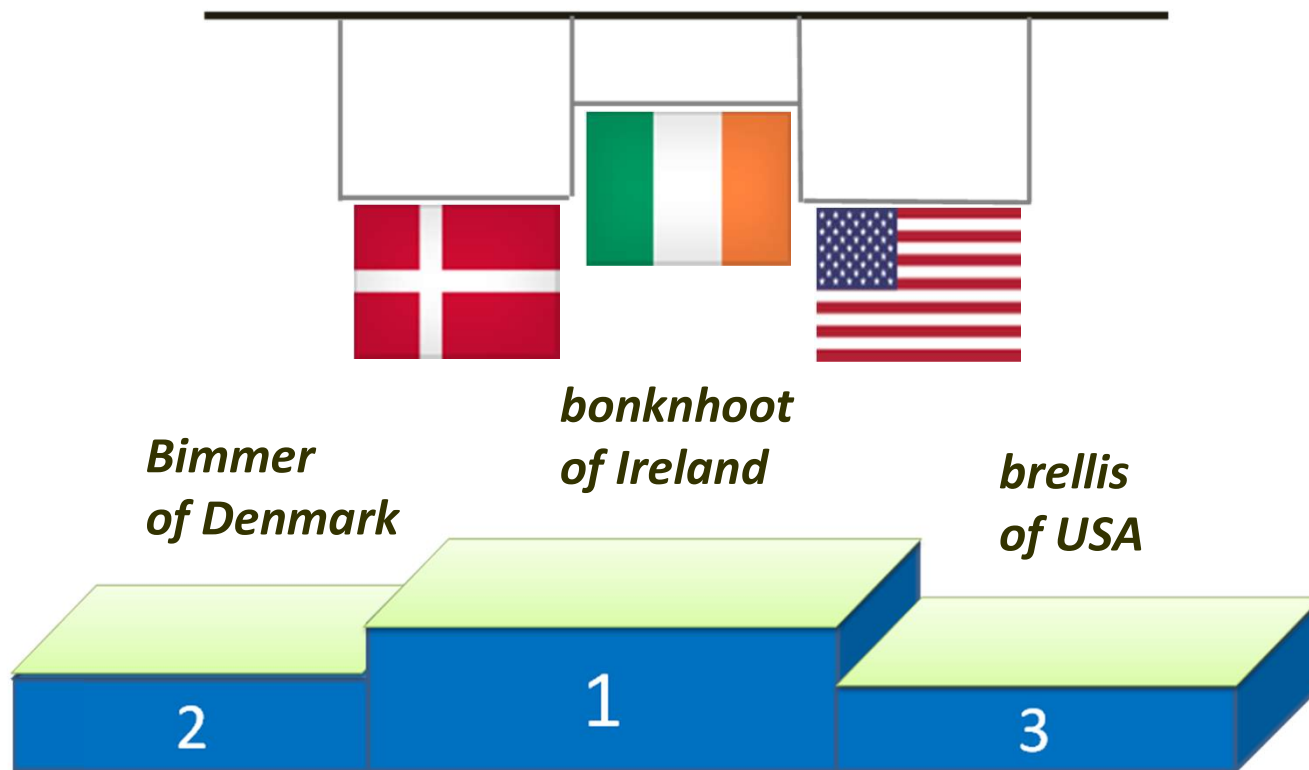 bonknhoot
of Ireland
Bimmer
of Denmark
brellis
of USA
2
1
3